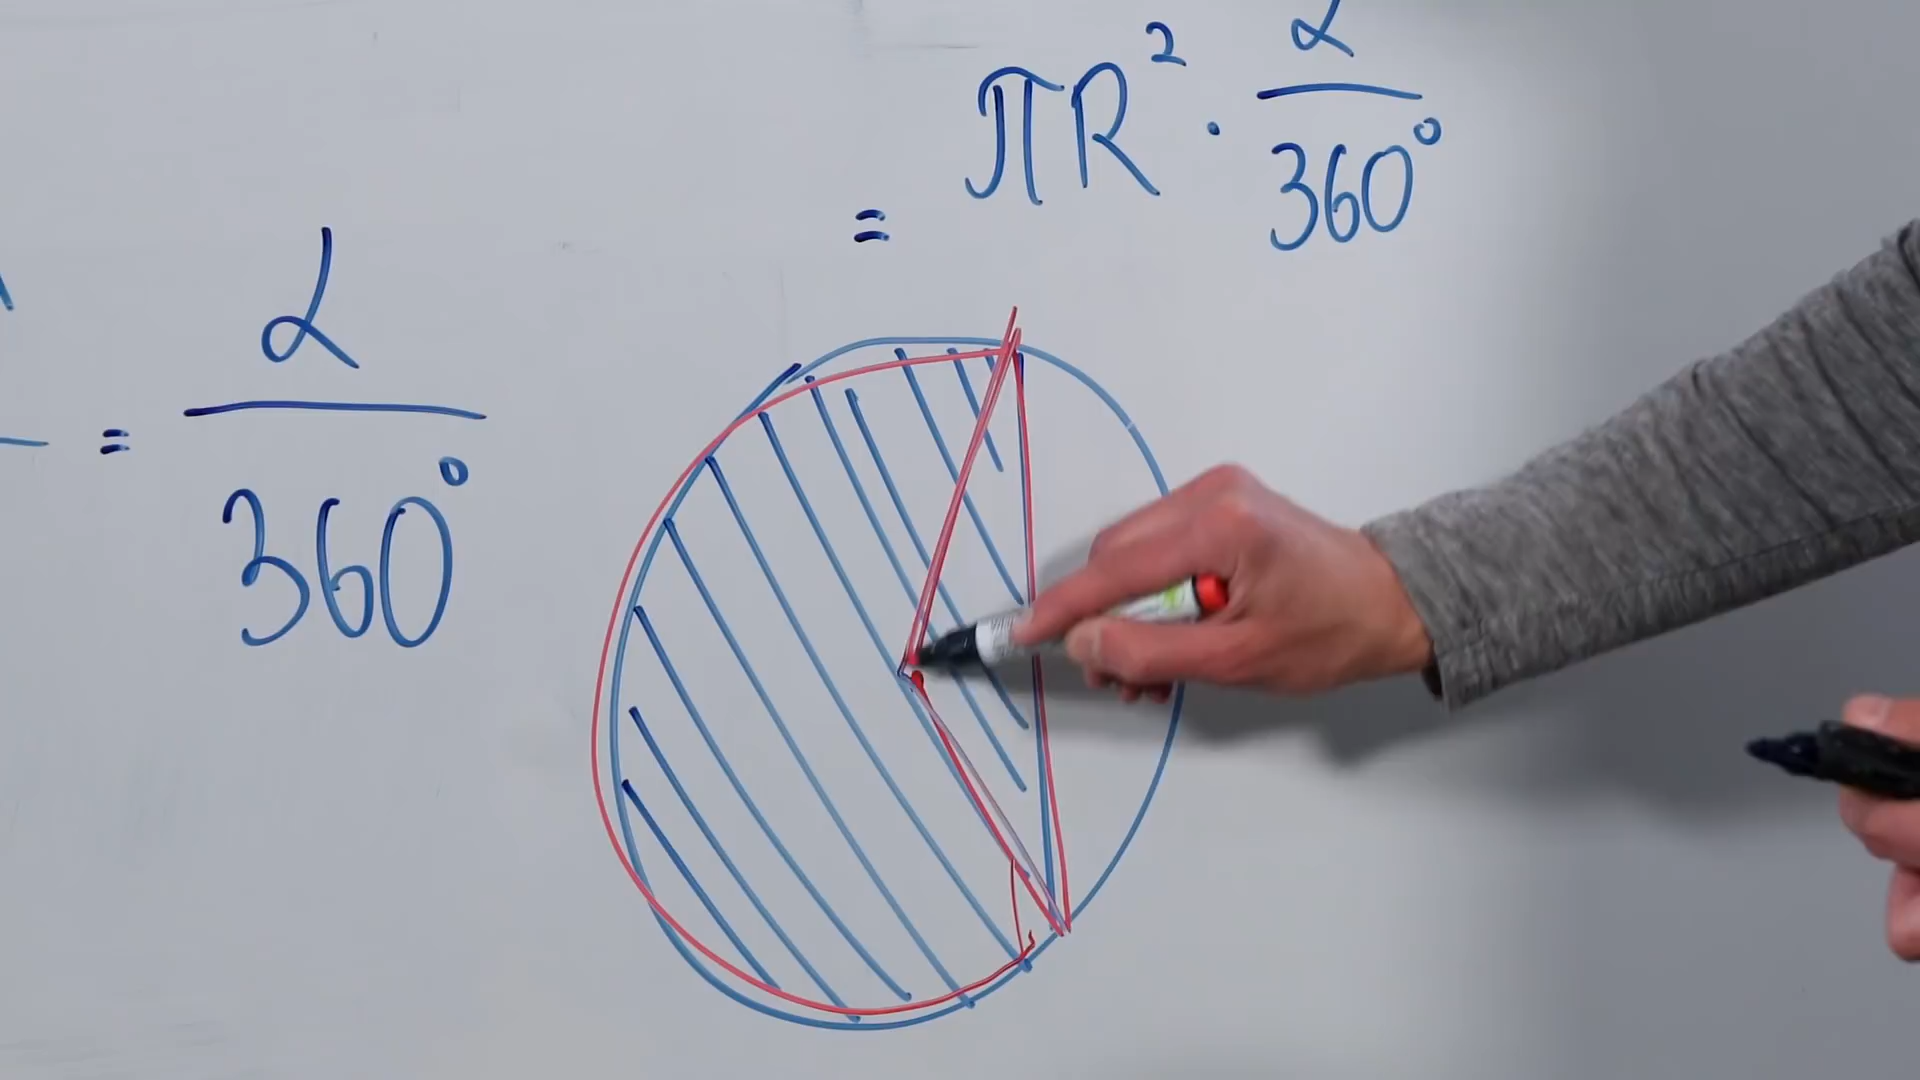 = πR² · α/360°
= α/360°